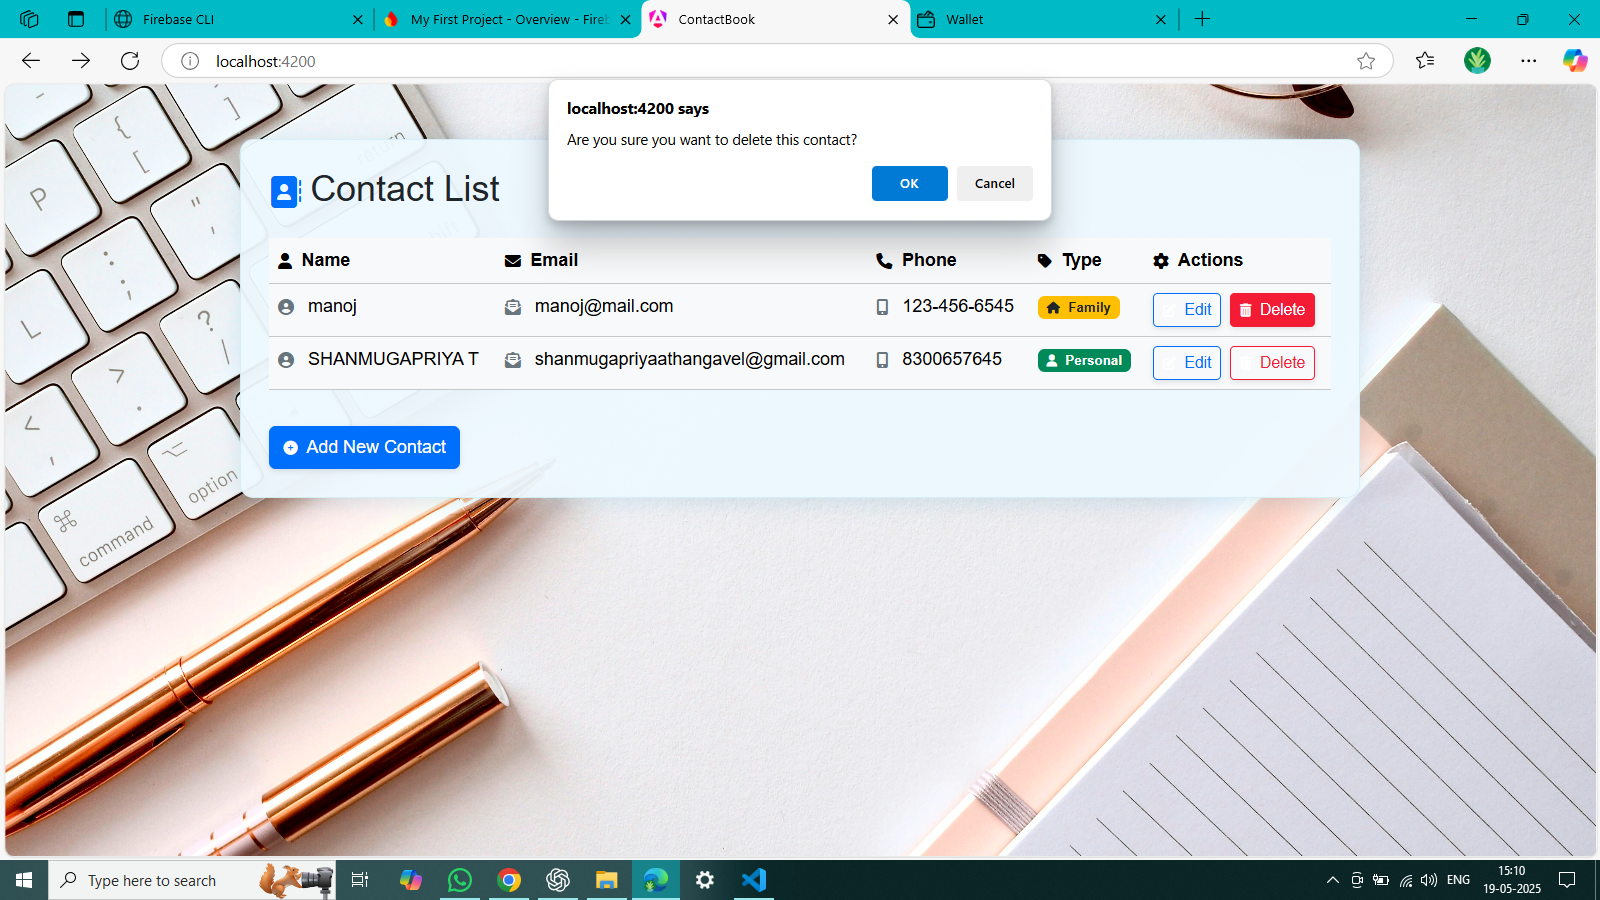 Firebase CLI
My First Project - Overview - Fireb
ContactBook
Wallet
localhost:4200
localhost:4200 says
Are you sure you want to delete this contact?
OK
Cancel
Contact List
Name Email Phone Type Actions
manoj manoj@mail.com 123-456-6545 Family Edit Delete
SHANMUGAPRIYA T shanmugapriyaathangavel@gmail.com 8300657645 Personal Edit Delete
Add New Contact
return
P
{
[
]
"
'
:
;
L
?
/
>
.
<
,
option
command
Type here to search
ENG
15:10
19-05-2025